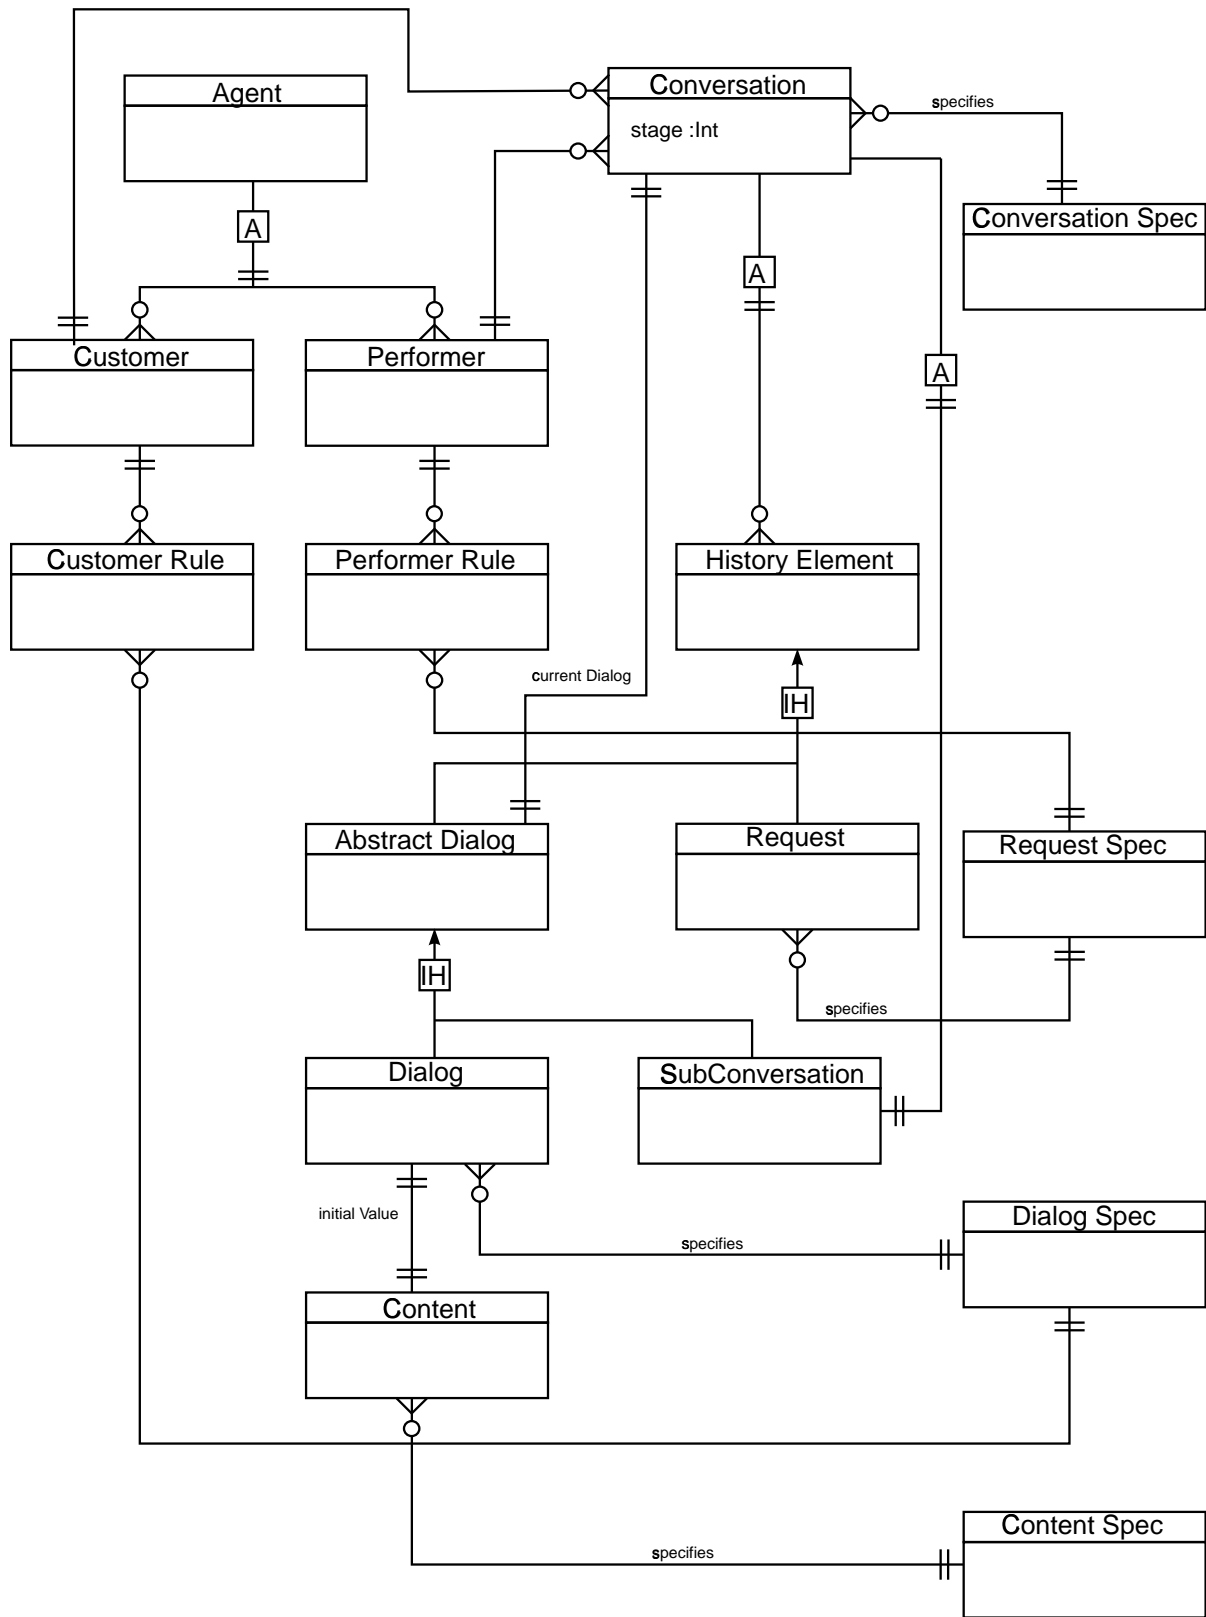 Agent
Conversation
stage :Int
specifies
A
Conversation Spec
A
Customer
Performer
A
Customer Rule
Performer Rule
History Element
current Dialog
IH
Abstract Dialog
Request
Request Spec
IH
specifies
Dialog
SubConversation
initial Value
Dialog Spec
specifies
Content
Content Spec
specifies